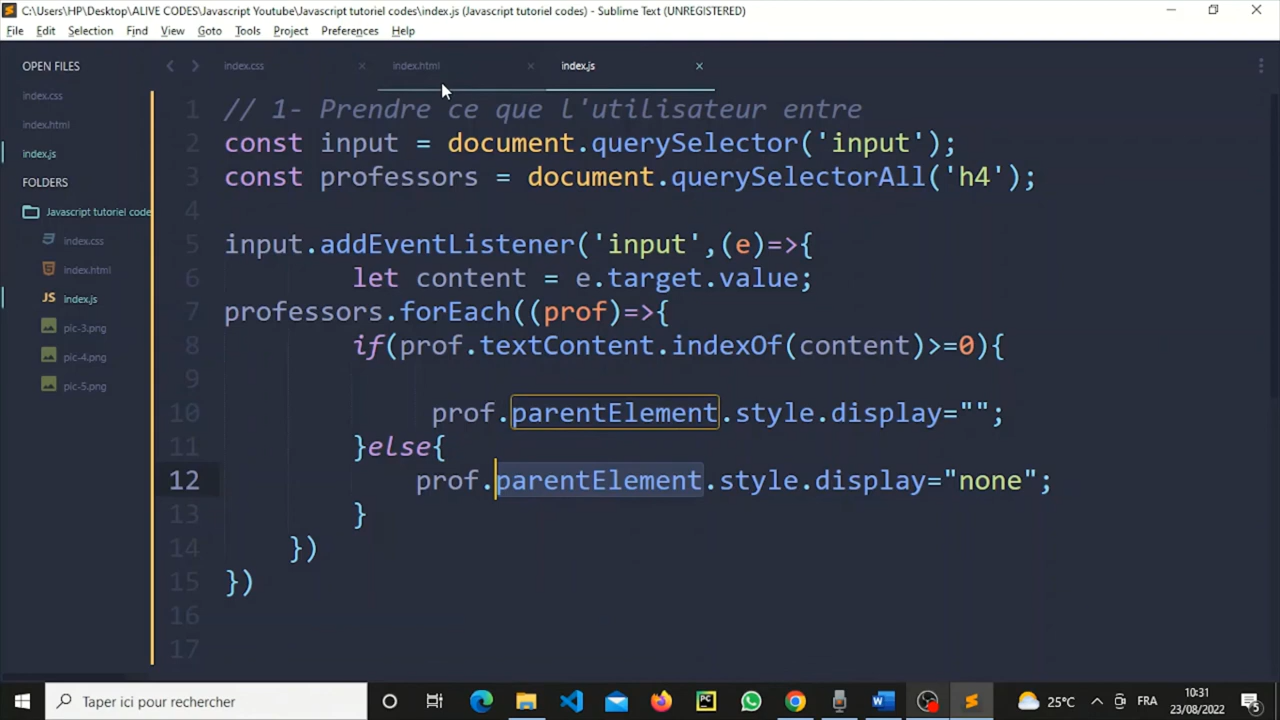 C:\Users\HP\Desktop\ALIVE CODES\Javascript Youtube\Javascript tutoriel codes\index.js (Javascript tutoriel codes) - Sublime Text (UNREGISTERED)
File Edit Selection Find View Goto Tools Project Preferences Help
OPEN FILES
index.css
index.html
index.js
FOLDERS
Javascript tutoriel code
index.css
index.html
JS index.js
pic-3.png
pic-4.png
pic-5.png
index.css index.html index.js
1 // 1- Prendre ce que l'utilisateur entre
2 const input = document.querySelector('input');
3 const professors = document.querySelectorAll('h4');
4
5 input.addEventListener('input',(e)=>{
6 let content = e.target.value;
7 professors.forEach((prof)=>{
8 if(prof.textContent.indexOf(content)>=0){
9
10 prof.parentElement.style.display="";
11 }else{
12 prof.parentElement.style.display="none";
13 }
14 })
15 })
16
17
Taper ici pour rechercher
25°C
FRA
10:31
23/08/2022
5